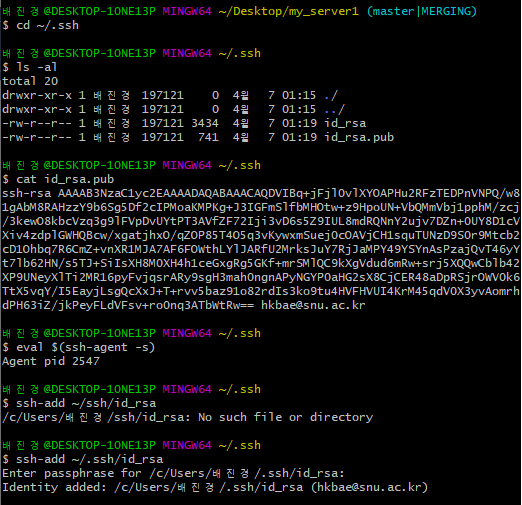 배진경@DESKTOP-1ONE13P MINGW64 ~/Desktop/my_server1 (master|MERGING)
$ cd ~/.ssh
배진경@DESKTOP-1ONE13P MINGW64 ~/.ssh
$ ls -al
total 20
drwxr-xr-x 1 배진경 197121 0 4월 7 01:15 ./
drwxr-xr-x 1 배진경 197121 0 4월 7 01:15 ../
-rw-r--r-- 1 배진경 197121 3434 4월 7 01:19 id_rsa
-rw-r--r-- 1 배진경 197121 741 4월 7 01:19 id_rsa.pub
배진경@DESKTOP-1ONE13P MINGW64 ~/.ssh
$ cat id_rsa.pub
ssh-rsa AAAAB3NzaC1yc2EAAAADAQABAAACAQDVIBq+jFjlOvlXYOAPHu2RFzTEDPnVNPQ/w8
1gAbM8RAHzzY9b6Sg5Df2cIPMoaKMPKg+J3IGFmSlfbMHOtw+z9HpoUN+VbQMmVbj1pphM/zcj
/3kewO8kbcVzq3g9lFVpDvUYtPT3AVfZF72Iji3vD6s5Z9IUL8mdRQNnY2ujv7DZn+OUY8D1cV
Xiv4zdplGWHQBcw/xgatjhxO/qZOP85T4O5q3vKywxmSuejOcOAVjCH1squTUNzD9SOr9Mtcb2
cD1Ohbq7R6CmZ+vnXR1MJA7AF6FOWthLYlJARfU2MrksJuY7RjJaMPY49YSYnAsPzajQvT46yY
t7lb62HN/s5TJ+SiIsXH8MOXH4h1ceGxgRg5GKf+mrSMlQC9kXgVdud6mRw+srj5XQQwCblb42
XP9UNeyXlTi2MR16pyFvjqsrARy9sgH3mahOngnAPyNGYPOaHG2sX8CjCER48aDpRSjrOWVOk6
TtX5vqY/I5EayjLsgQcXxJ+T+rvv5baz91o82rdIs3ko9tu4HVFHVUI4KrM45qdVOX3yvAomrh
dPH63iZ/jkPeyFLdVFsv+roOnq3ATbWtRw== hkbae@snu.ac.kr
배진경@DESKTOP-1ONE13P MINGW64 ~/.ssh
$ eval $(ssh-agent -s)
Agent pid 2547
배진경@DESKTOP-1ONE13P MINGW64 ~/.ssh
$ ssh-add ~/ssh/id_rsa
/c/Users/배진경/ssh/id_rsa: No such file or directory
배진경@DESKTOP-1ONE13P MINGW64 ~/.ssh
$ ssh-add ~/.ssh/id_rsa
Enter passphrase for /c/Users/배진경/.ssh/id_rsa:
Identity added: /c/Users/배진경/.ssh/id_rsa (hkbae@snu.ac.kr)